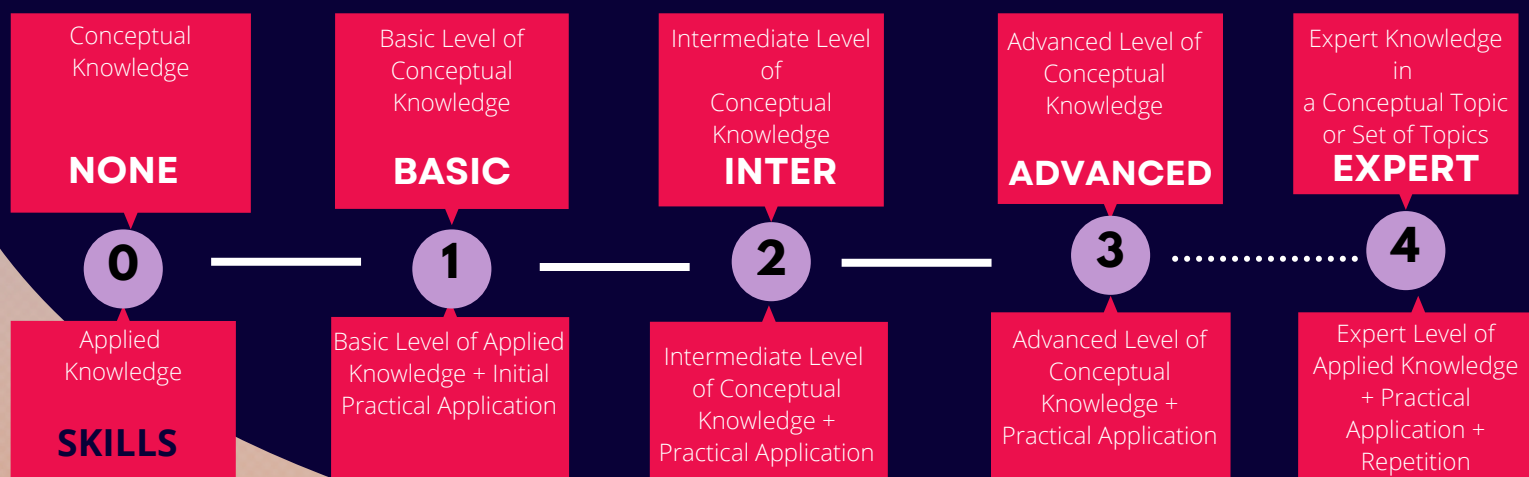 Conceptual
Knowledge
NONE
Basic Level of
Conceptual
Knowledge
BASIC
Intermediate Level
of
Conceptual
Knowledge
INTER
Advanced Level of
Conceptual
Knowledge
ADVANCED
Expert Knowledge
in
a Conceptual Topic
or Set of Topics
EXPERT
0
1
2
3
4
Applied
Knowledge
SKILLS
Basic Level of Applied
Knowledge + Initial
Practical Application
Intermediate Level
of Conceptual
Knowledge +
Practical Application
Advanced Level of
Conceptual
Knowledge +
Practical Application
Expert Level of
Applied Knowledge
+ Practical
Application +
Repetition